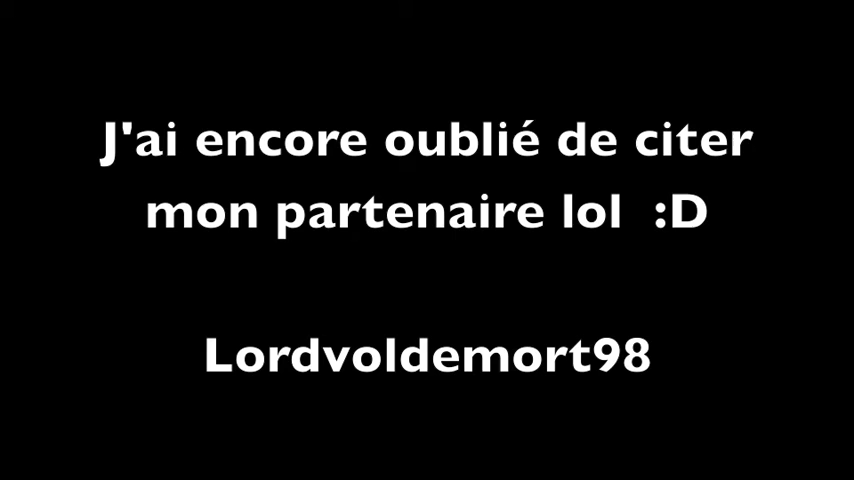 J'ai encore oublié de citer
mon partenaire lol  :D
Lordvoldemort98